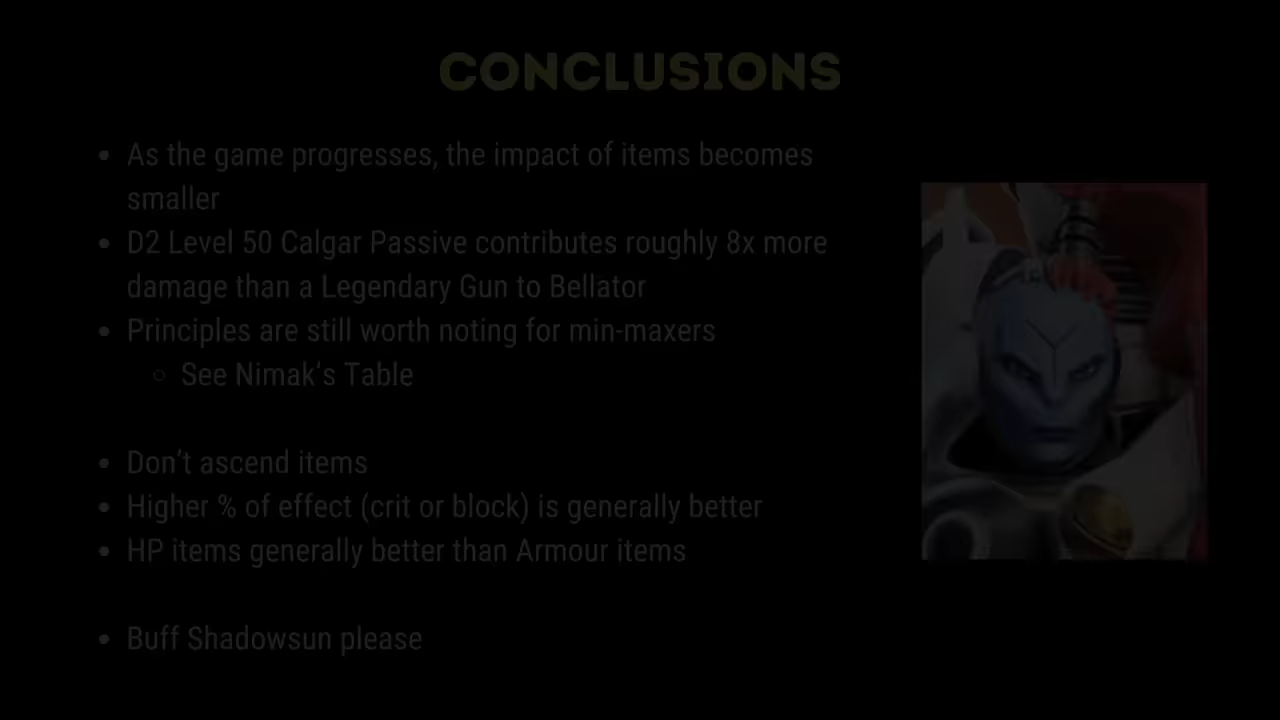 CONCLUSIONS
• As the game progresses, the impact of items becomes
smaller
• D2 Level 50 Calgar Passive contributes roughly 8x more
damage than a Legendary Gun to Bellator
• Principles are still worth noting for min-maxers
○ See Nimak's Table
• Don't ascend items
• Higher % of effect (crit or block) is generally better
• HP items generally better than Armour items
• Buff Shadowsun please